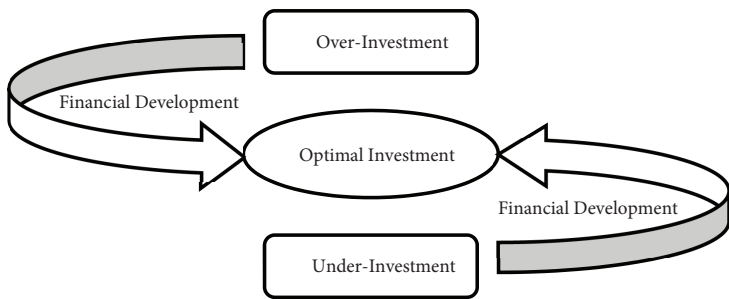 Over-Investment
Financial Development
Optimal Investment
Financial Development
Under-Investment